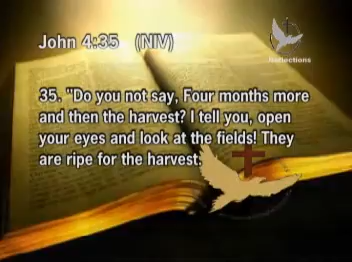 John 4:35 (NIV)
Reflections
35. "Do you not say, Four months more
and then the harvest? I tell you, open
your eyes and look at the fields! They
are ripe for the harvest.